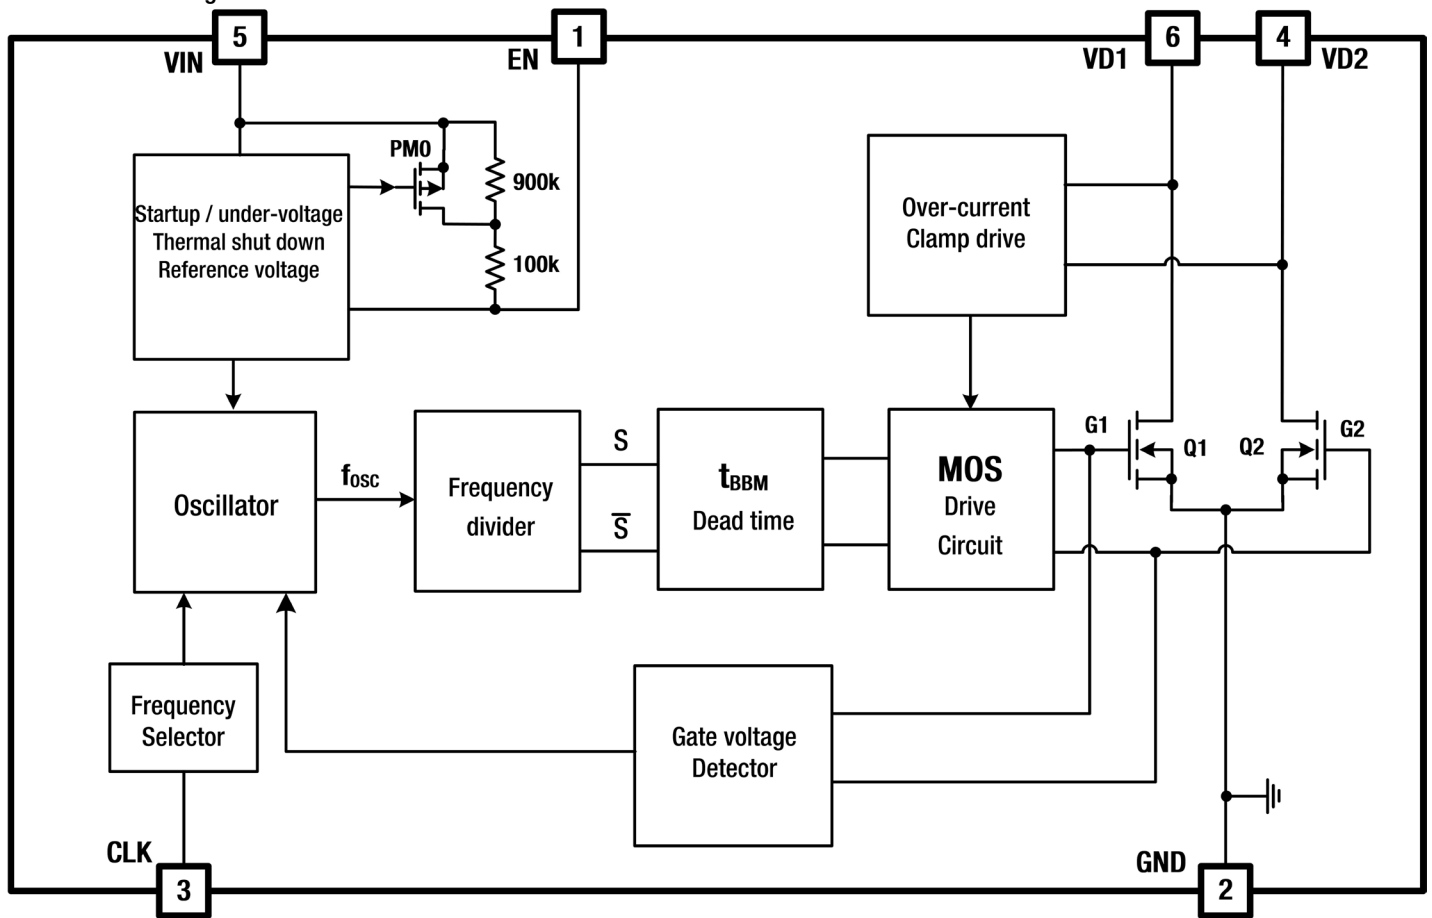 5
1
6
4
VIN
EN
VD1
VD2
PM0
900k
100k
Startup / under-voltage
Thermal shut down
Reference voltage
Over-current
Clamp drive
G1
Q1
Q2
G2
Oscillator
fOSC
Frequency
divider
S
S̅
tBBM
Dead time
MOS
Drive
Circuit
Frequency
Selector
Gate voltage
Detector
CLK
3
GND
2